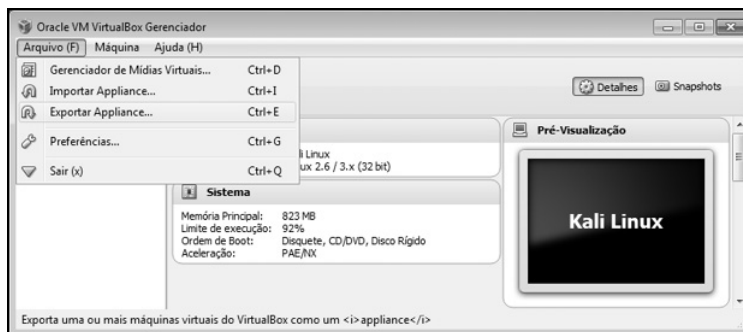 Oracle VM VirtualBox Gerenciador
Arquivo (F) Máquina Ajuda (H)
Gerenciador de Mídias Virtuais... Ctrl+D
Importar Appliance... Ctrl+I
Exportar Appliance... Ctrl+E
Preferências... Ctrl+G
Sair (x) Ctrl+Q
Detalhes Snapshots
Pré-Visualização
Linux
ux 2.6 / 3.x (32 bit)
Sistema
Memória Principal: 823 MB
Limite de execução: 92%
Ordem de Boot: Disquete, CD/DVD, Disco Rígido
Aceleração: PAE/NX
Kali Linux
Exporta uma ou mais máquinas virtuais do VirtualBox como um <i>appliance</i>